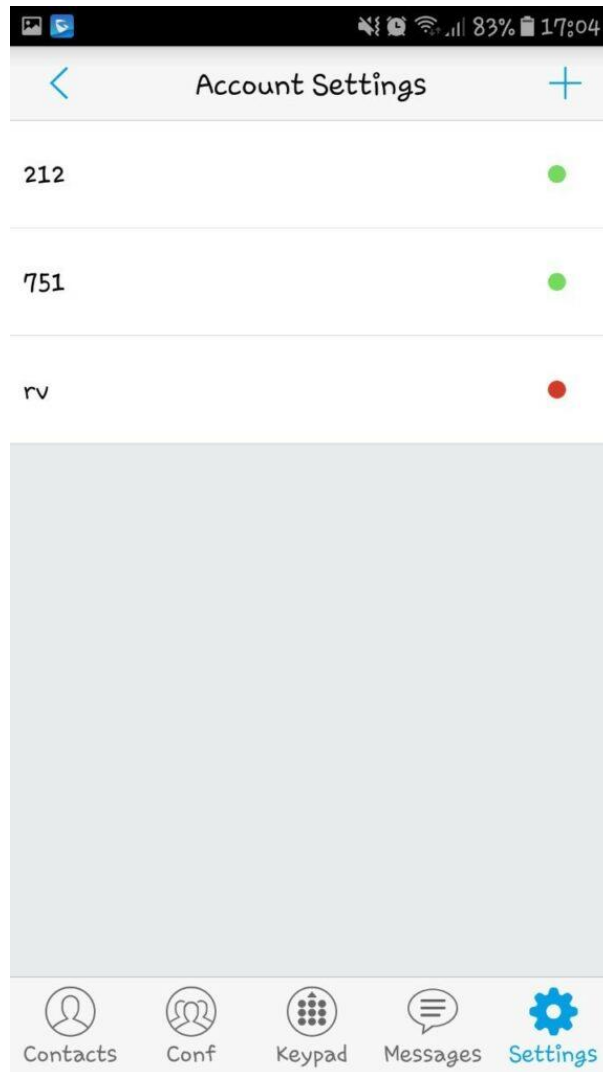 83% 17:04
Account Settings
212
751
rv
Contacts Conf Keypad Messages Settings